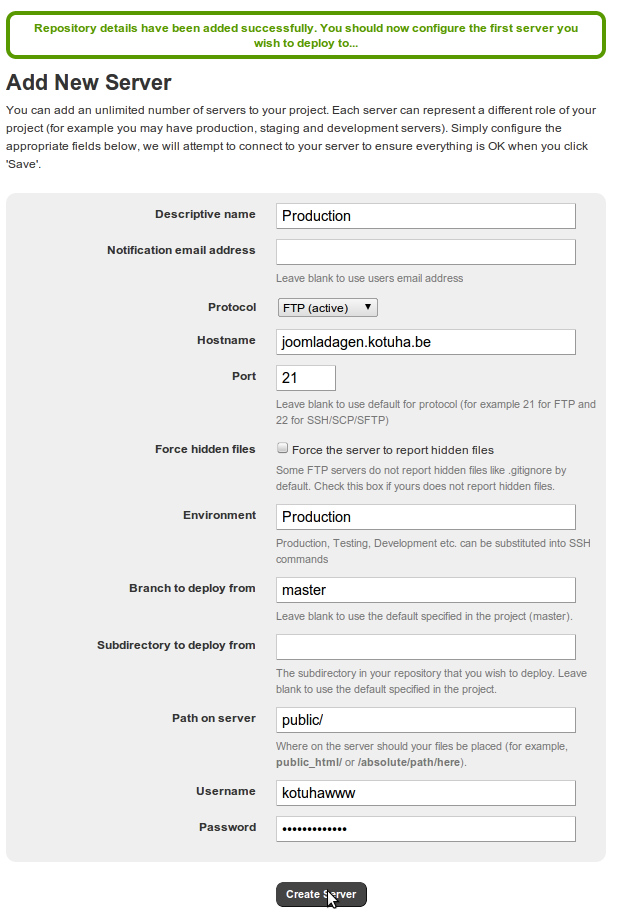 Repository details have been added successfully. You should now configure the first server you
wish to deploy to...
Add New Server
You can add an unlimited number of servers to your project. Each server can represent a different role of your
project (for example you may have production, staging and development servers). Simply configure the
appropriate fields below, we will attempt to connect to your server to ensure everything is OK when you click
'Save'.
Descriptive name Production
Notification email address
Leave blank to use users email address
Protocol FTP (active)
Hostname joomladagen.kotuha.be
Port 21
Leave blank to use default for protocol (for example 21 for FTP and
22 for SSH/SCP/SFTP)
Force hidden files Force the server to report hidden files
Some FTP servers do not report hidden files like .gitignore by
default. Check this box if yours does not report hidden files.
Environment Production
Production, Testing, Development etc. can be substituted into SSH
commands
Branch to deploy from master
Leave blank to use the default specified in the project (master).
Subdirectory to deploy from
The subdirectory in your repository that you wish to deploy. Leave
blank to use the default specified in the project.
Path on server public/
Where on the server should your files be placed (for example,
public_html/ or /absolute/path/here).
Username kotuhawww
Password •••••••••••••
Create Server